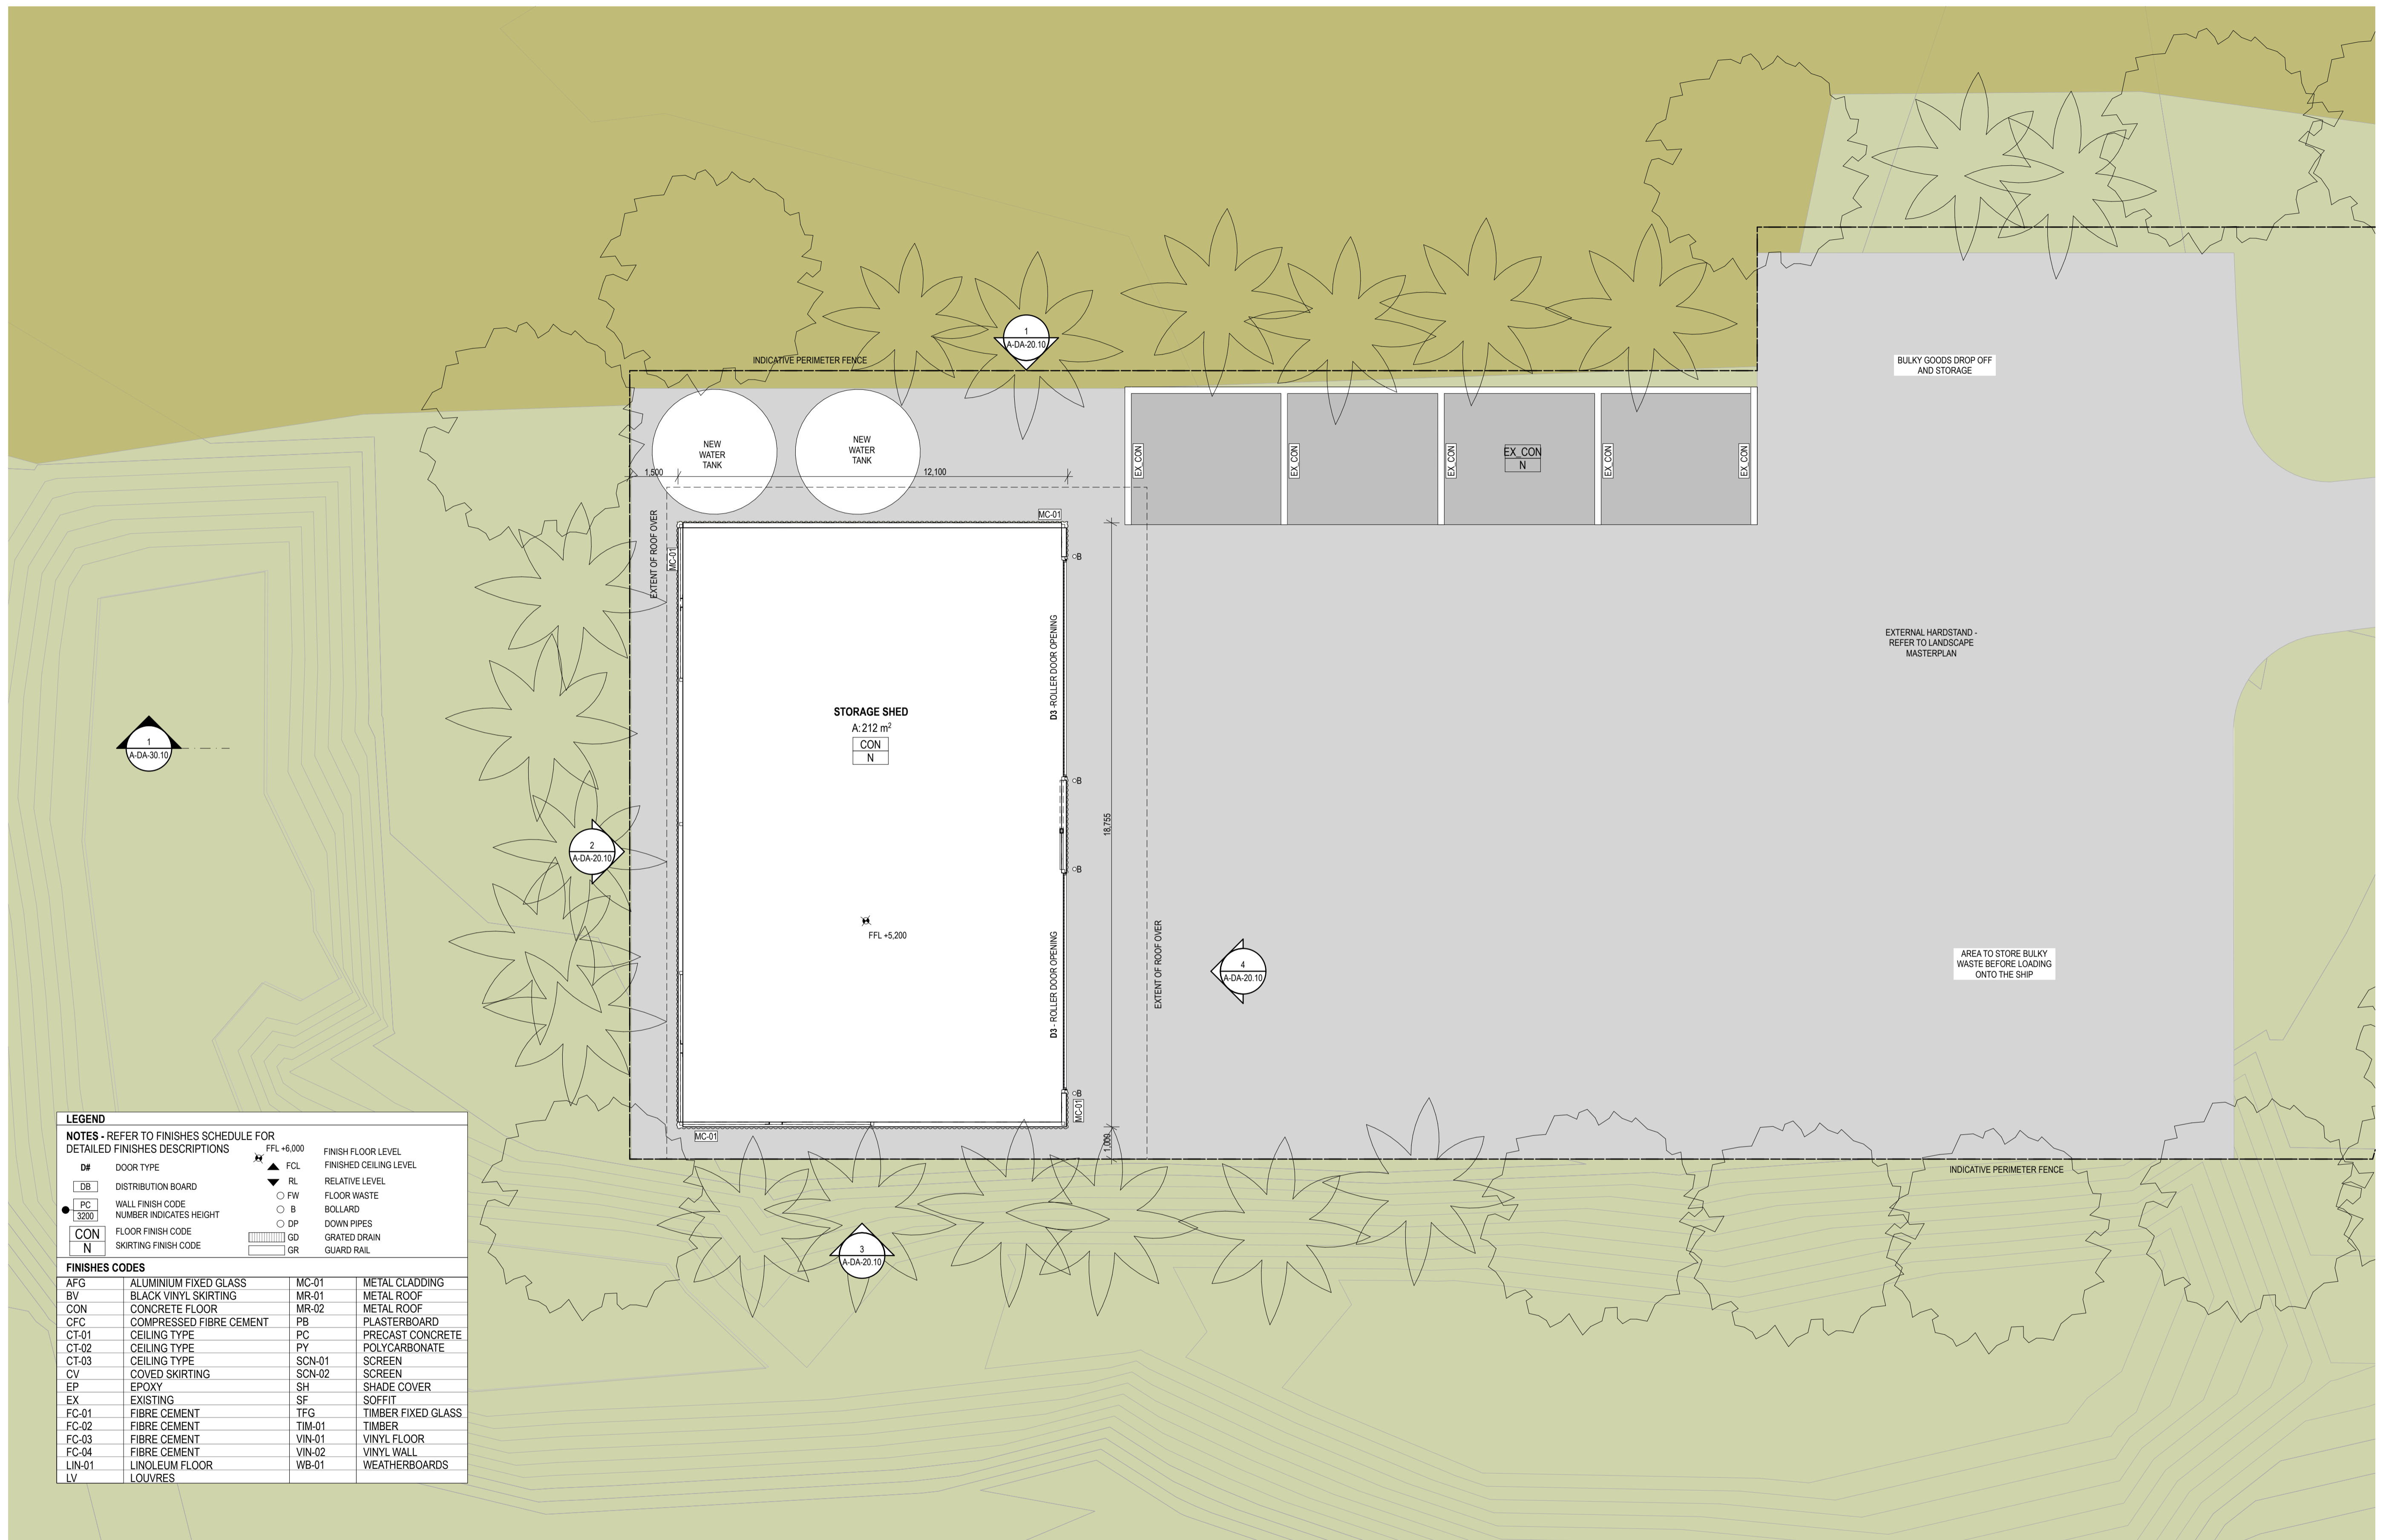 1
A-DA-20.10
INDICATIVE PERIMETER FENCE
BULKY GOODS DROP OFF
AND STORAGE
NEW
WATER
TANK
NEW
WATER
TANK
1,500
12,100
EX_CON
EX_CON
EX_CON
EX_CON
N
EX_CON
EX_CON
MC-01
MC-01
EXTENT OF ROOF OVER
B
D3 -ROLLER DOOR OPENING
EXTERNAL HARDSTAND -
REFER TO LANDSCAPE
MASTERPLAN
STORAGE SHED
A: 212 m²
CON
N
1
A-DA-30.10
B
18,755
2
A-DA-20.10
B
FFL +5,200
D3 - ROLLER DOOR OPENING
EXTENT OF ROOF OVER
4
A-DA-20.10
AREA TO STORE BULKY
WASTE BEFORE LOADING
ONTO THE SHIP
B
MC-01
MC-01
1,000
INDICATIVE PERIMETER FENCE
3
A-DA-20.10
LEGEND
NOTES - REFER TO FINISHES SCHEDULE FOR
DETAILED FINISHES DESCRIPTIONS
D# DOOR TYPE
DB DISTRIBUTION BOARD
PC WALL FINISH CODE
3200 NUMBER INDICATES HEIGHT
CON FLOOR FINISH CODE
N SKIRTING FINISH CODE
FFL +6,000 FINISH FLOOR LEVEL
FCL FINISHED CEILING LEVEL
RL RELATIVE LEVEL
FW FLOOR WASTE
B BOLLARD
DP DOWN PIPES
GD GRATED DRAIN
GR GUARD RAIL
FINISHES CODES
AFG ALUMINIUM FIXED GLASS MC-01 METAL CLADDING
BV BLACK VINYL SKIRTING MR-01 METAL ROOF
CON CONCRETE FLOOR MR-02 METAL ROOF
CFC COMPRESSED FIBRE CEMENT PB PLASTERBOARD
CT-01 CEILING TYPE PC PRECAST CONCRETE
CT-02 CEILING TYPE PY POLYCARBONATE
CT-03 CEILING TYPE SCN-01 SCREEN
CV COVED SKIRTING SCN-02 SCREEN
EP EPOXY SH SHADE COVER
EX EXISTING SF SOFFIT
FC-01 FIBRE CEMENT TFG TIMBER FIXED GLASS
FC-02 FIBRE CEMENT TIM-01 TIMBER
FC-03 FIBRE CEMENT VIN-01 VINYL FLOOR
FC-04 FIBRE CEMENT VIN-02 VINYL WALL
LIN-01 LINOLEUM FLOOR WB-01 WEATHERBOARDS
LV LOUVRES